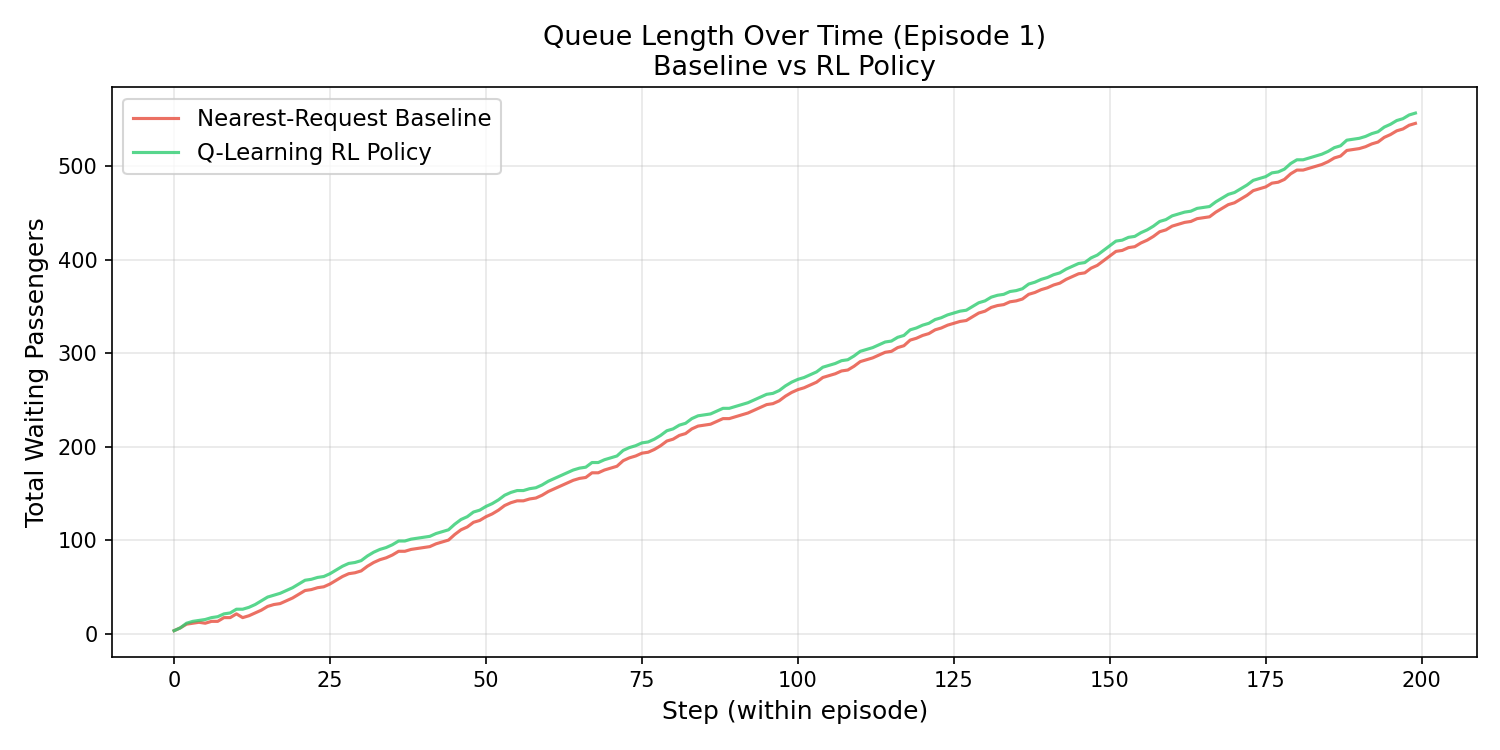 Queue Length Over Time (Episode 1)
Baseline vs RL Policy
Nearest-Request Baseline
Q-Learning RL Policy
Total Waiting Passengers
500
400
300
200
100
0
0 25 50 75 100 125 150 175 200
Step (within episode)